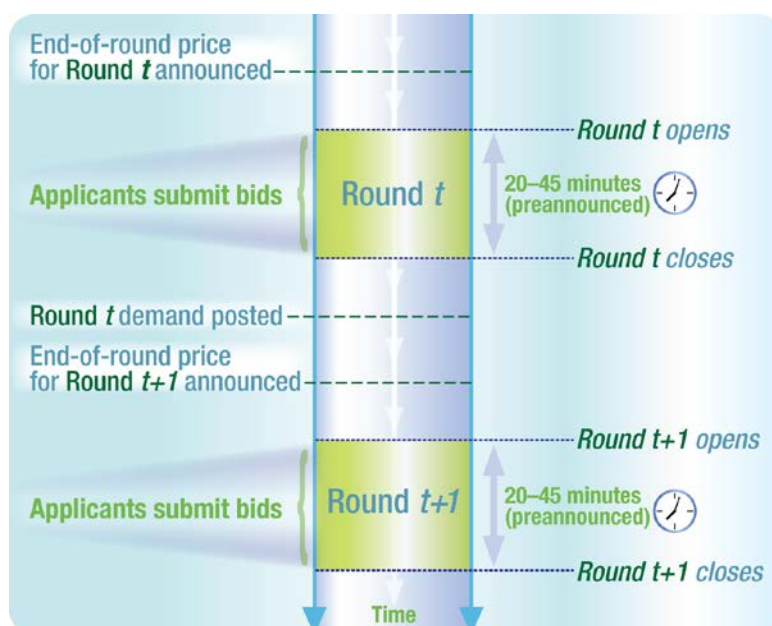 End-of-round price
for Round t announced
Round t opens
Applicants submit bids
Round t
20–45 minutes
(preannounced)
Round t closes
Round t demand posted
End-of-round price
for Round t+1 announced
Round t+1 opens
Applicants submit bids
Round t+1
20–45 minutes
(preannounced)
Round t+1 closes
Time